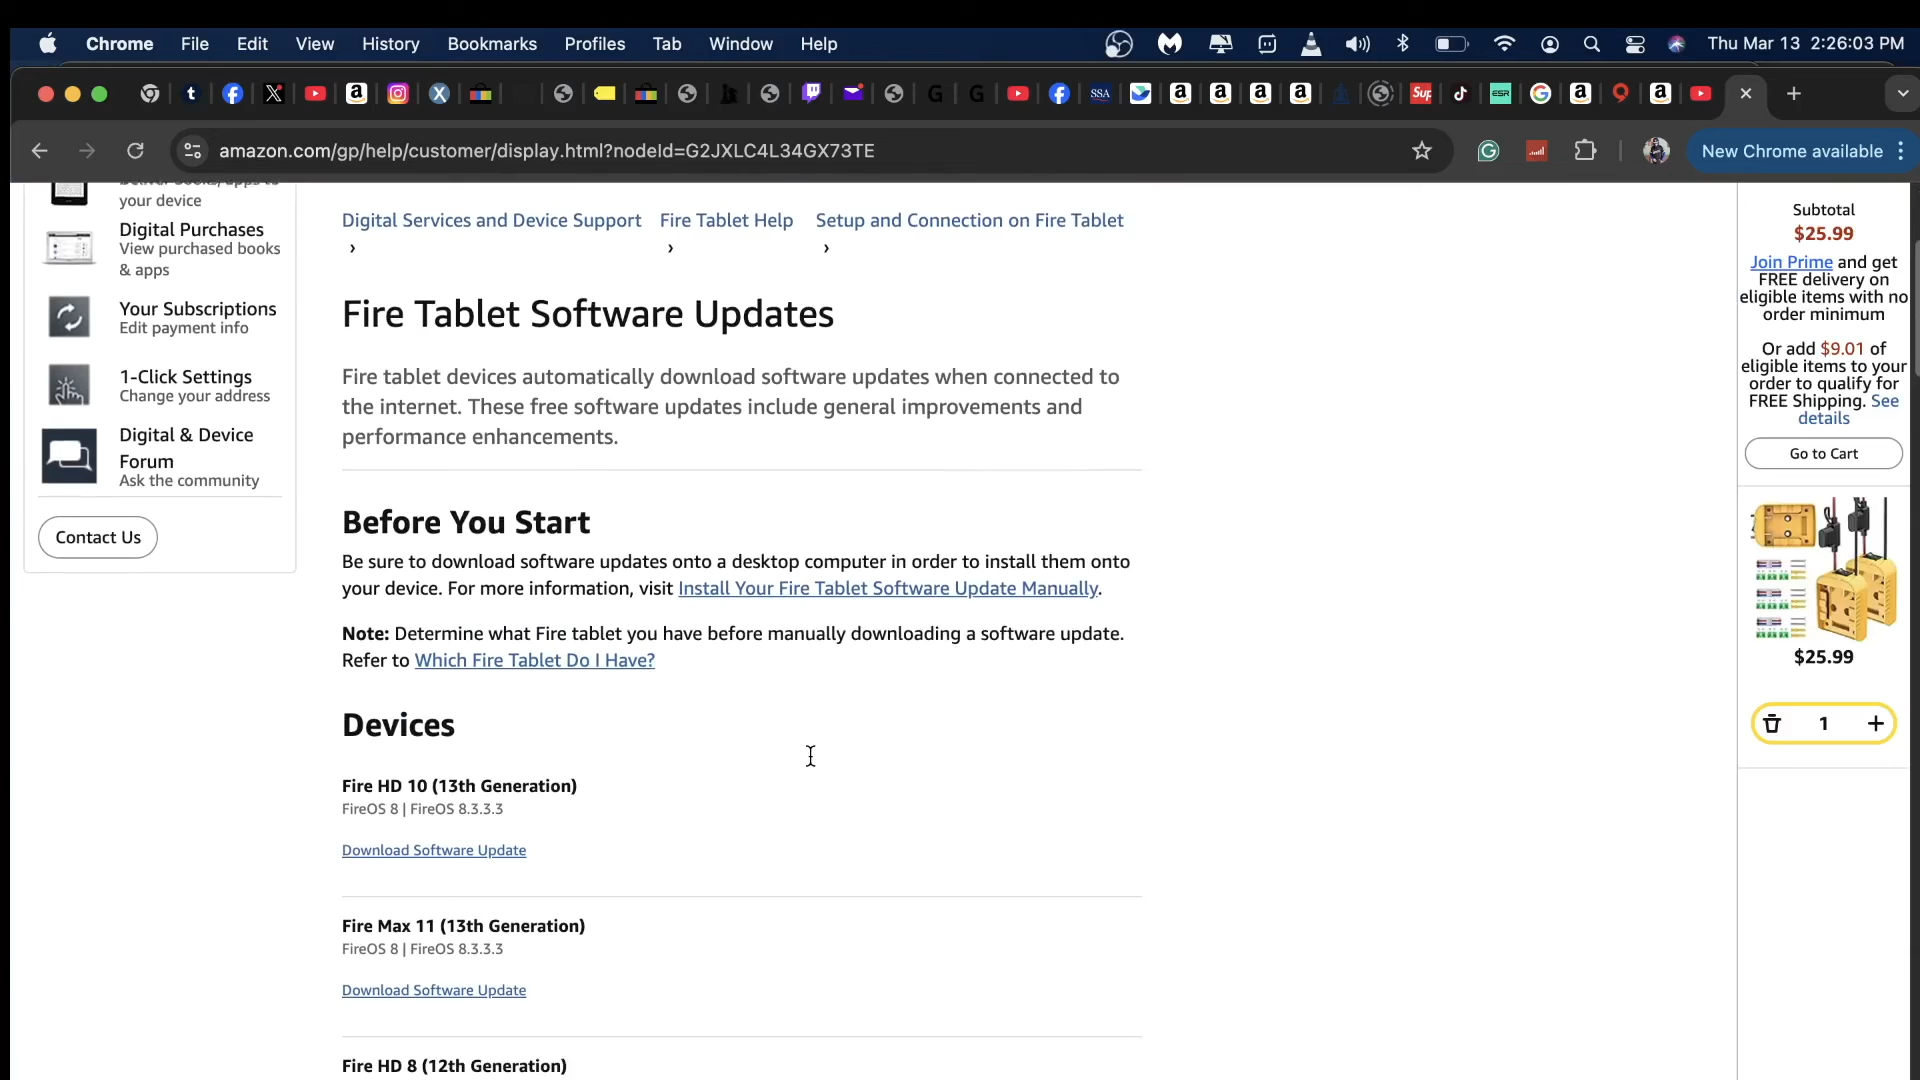 Chrome File Edit View History Bookmarks Profiles Tab Window Help Thu Mar 13 2:26:03 PM
amazon.com/gp/help/customer/display.html?nodeId=G2JXLC4L34GX73TE New Chrome available
your device
Digital Purchases
View purchased books
& apps
Your Subscriptions
Edit payment info
1-Click Settings
Change your address
Digital & Device
Forum
Ask the community
Contact Us
Digital Services and Device Support Fire Tablet Help Setup and Connection on Fire Tablet
› › ›
Fire Tablet Software Updates
Fire tablet devices automatically download software updates when connected to
the internet. These free software updates include general improvements and
performance enhancements.
Before You Start
Be sure to download software updates onto a desktop computer in order to install them onto
your device. For more information, visit Install Your Fire Tablet Software Update Manually.
Note: Determine what Fire tablet you have before manually downloading a software update.
Refer to Which Fire Tablet Do I Have?
Devices
Fire HD 10 (13th Generation)
FireOS 8 | FireOS 8.3.3.3
Download Software Update
Fire Max 11 (13th Generation)
FireOS 8 | FireOS 8.3.3.3
Download Software Update
Fire HD 8 (12th Generation)
Subtotal
$25.99
Join Prime and get
FREE delivery on
eligible items with no
order minimum
Or add $9.01 of
eligible items to your
order to qualify for
FREE Shipping. See
details
Go to Cart
$25.99
1